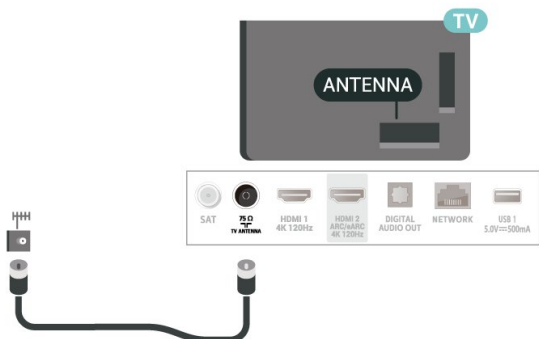 TV
ANTENNA
SAT
75 Ω
TV ANTENNA
HDMI 1
4K 120Hz
HDMI 2
ARC/eARC
4K 120Hz
DIGITAL
AUDIO OUT
NETWORK
USB 1
5.0V⎓500mA